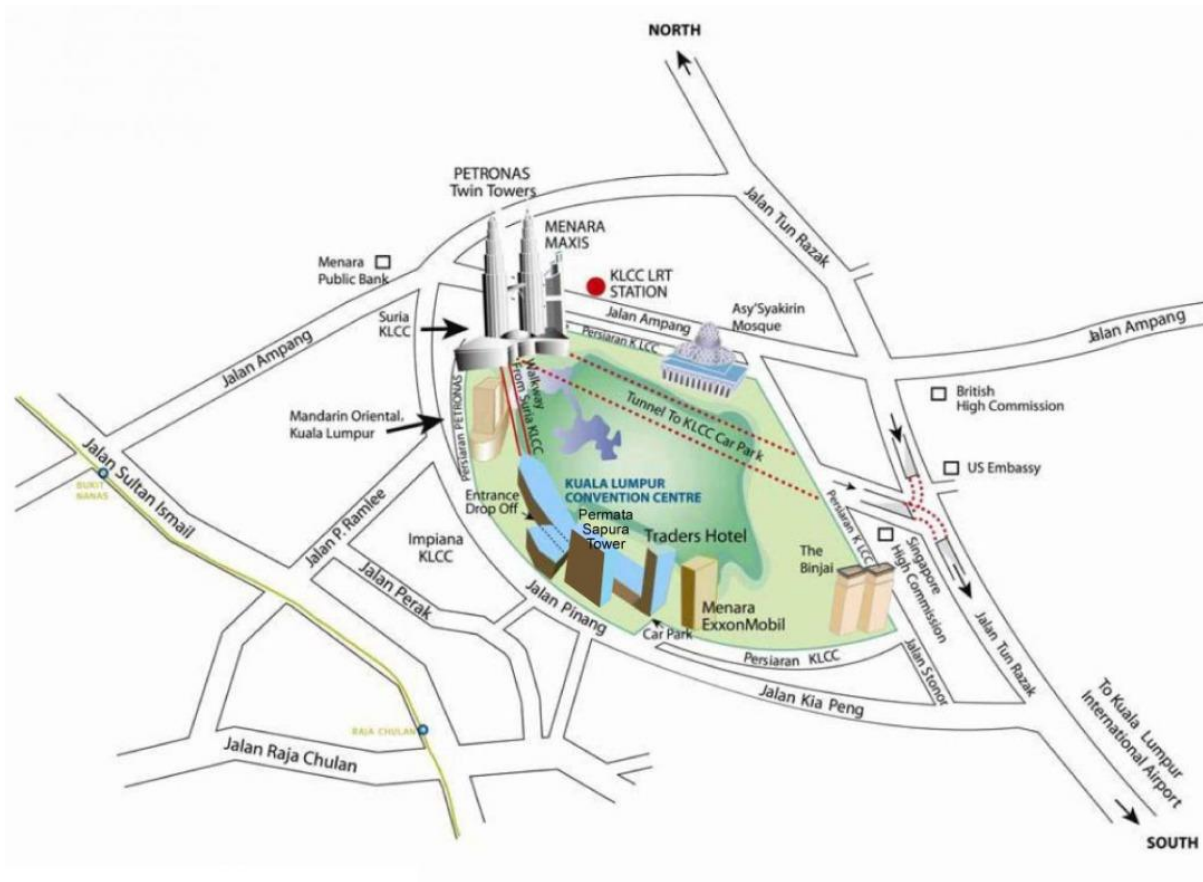 NORTH
PETRONAS
Twin Towers
MENARA
MAXIS
Jalan Tun Razak
Menara
Public Bank
KLCC LRT
STATION
Suria
KLCC
Jalan Ampang
Asy'Syakirin
Mosque
Jalan Ampang
Persiaran KLCC
Jalan Ampang
British
High Commission
Mandarin Oriental,
Kuala Lumpur
Persiaran PETRONAS
Walkway
From Suria KLCC
Tunnel To KLCC Car Park
Jalan Sultan Ismail
BUKIT
NANAS
US Embassy
KUALA LUMPUR
CONVENTION CENTRE
Entrance
Drop Off
Permata
Sapura
Tower
Traders Hotel
Persiaran KLCC
Singapore
High Commission
Jalan P. Ramlee
Impiana
KLCC
The
Binjai
Jalan Perak
Jalan Pinang
Menara
ExxonMobil
Car Park
Persiaran KLCC
Jalan Stonor
Jalan Tun Razak
Jalan Kia Peng
To Kuala Lumpur
International Airport
RAJA CHULAN
Jalan Raja Chulan
SOUTH